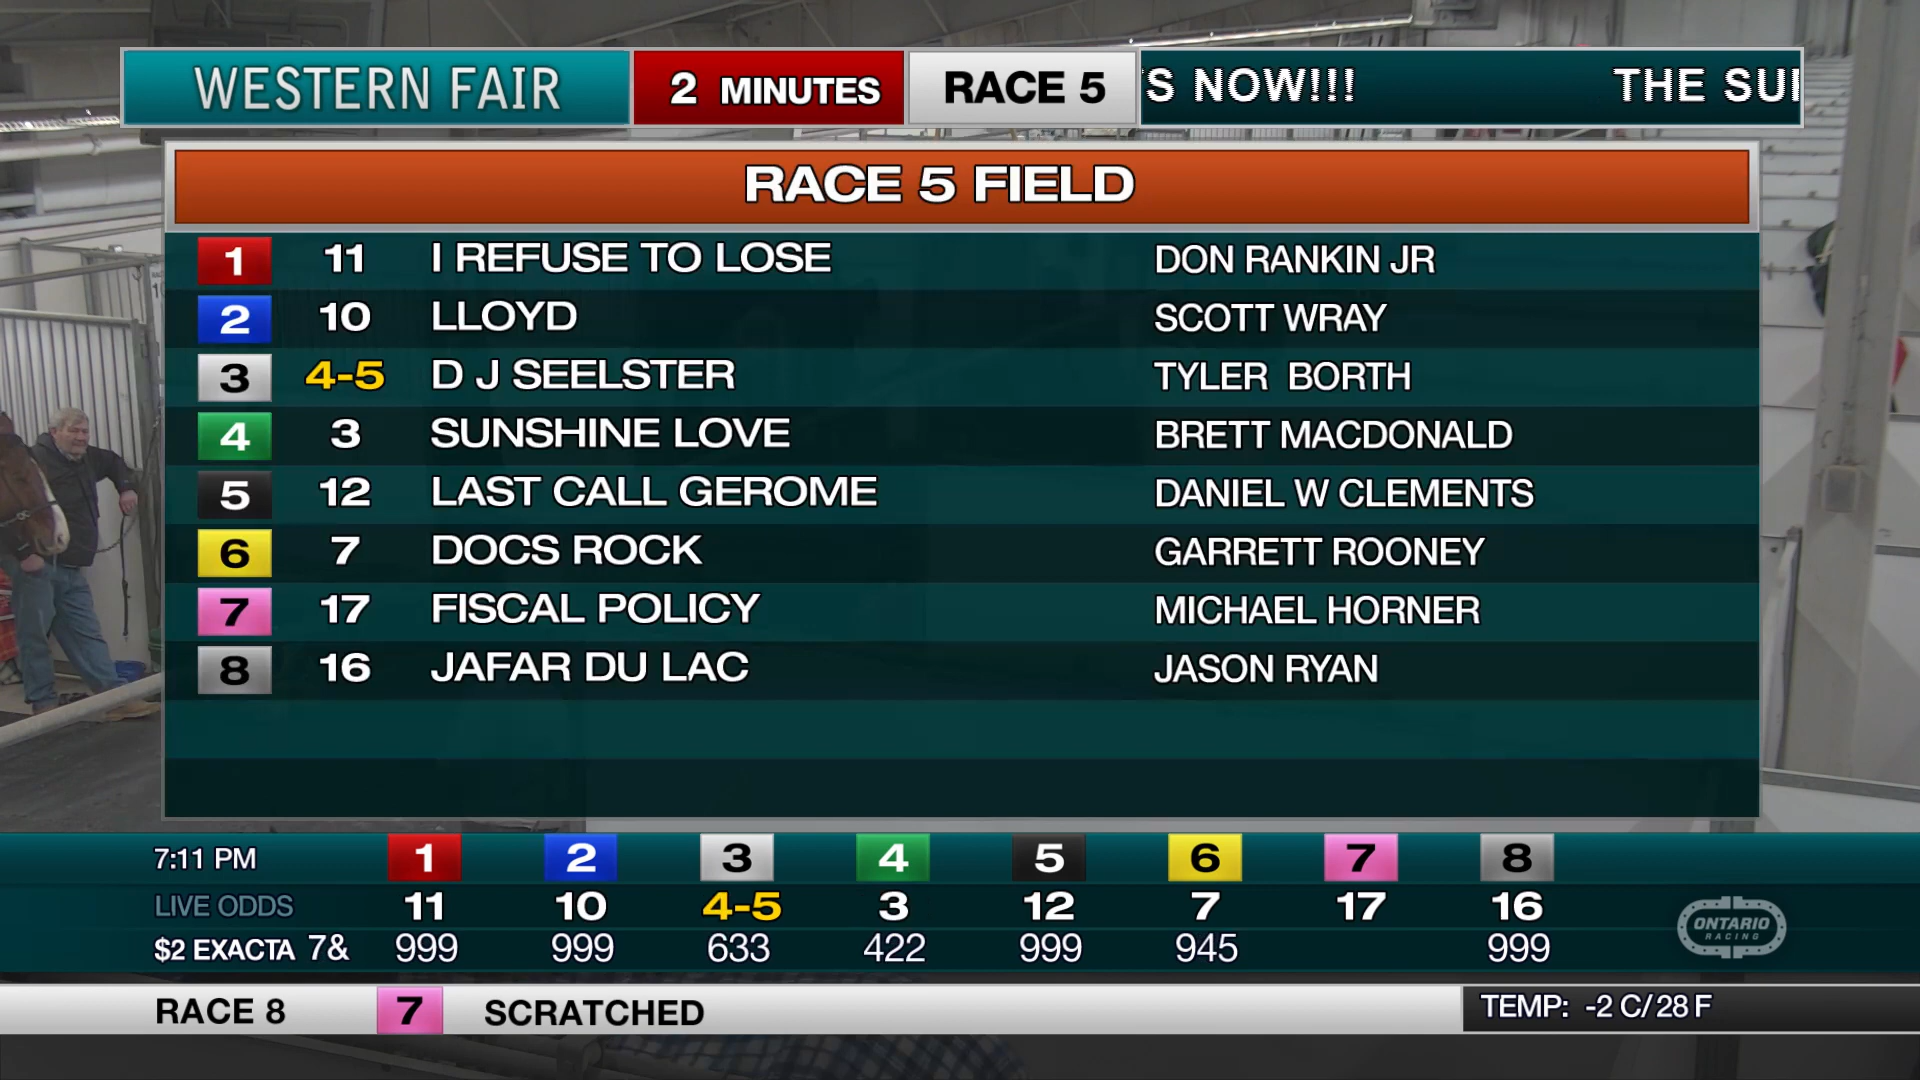 WESTERN FAIR 2 MINUTES RACE 5 'S NOW!!! THE
RACE 5 FIELD
1 11 I REFUSE TO LOSE DON RANKIN JR
2 10 LLOYD SCOTT WRAY
3 4-5 D J SEELSTER TYLER BORTH
4 3 SUNSHINE LOVE BRETT MACDONALD
5 12 LAST CALL GEROME DANIEL W CLEMENTS
6 7 DOCS ROCK GARRETT ROONEY
7 17 FISCAL POLICY MICHAEL HORNER
8 16 JAFAR DU LAC JASON RYAN
7:11 PM 1 2 3 4 5 6 7 8
LIVE ODDS 11 10 4-5 3 12 7 17 16
$2 EXACTA 7& 999 999 633 422 999 945 999
ONTARIO
RACING
RACE 8 7 SCRATCHED TEMP: -2 C/28 F